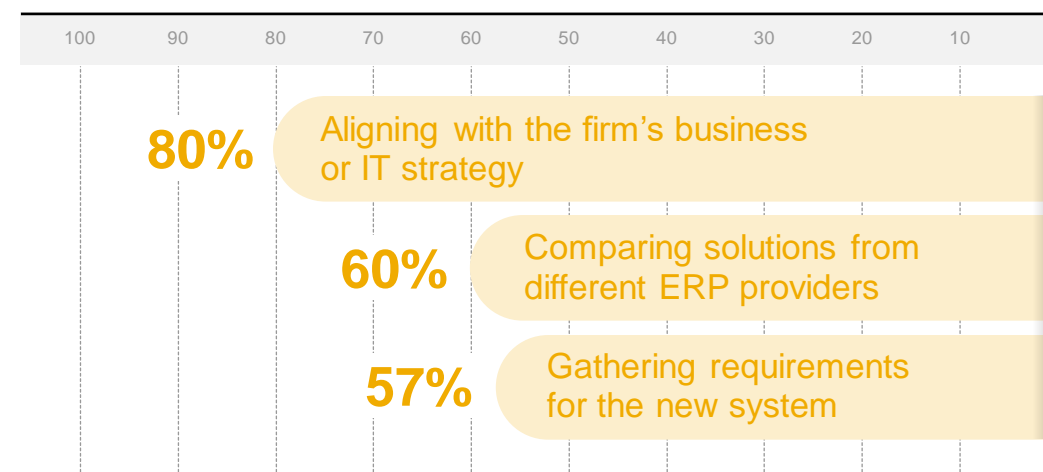 100 90 80 70 60 50 40 30 20 10
80%
Aligning with the firm’s business
or IT strategy
60%
Comparing solutions from
different ERP providers
57%
Gathering requirements
for the new system